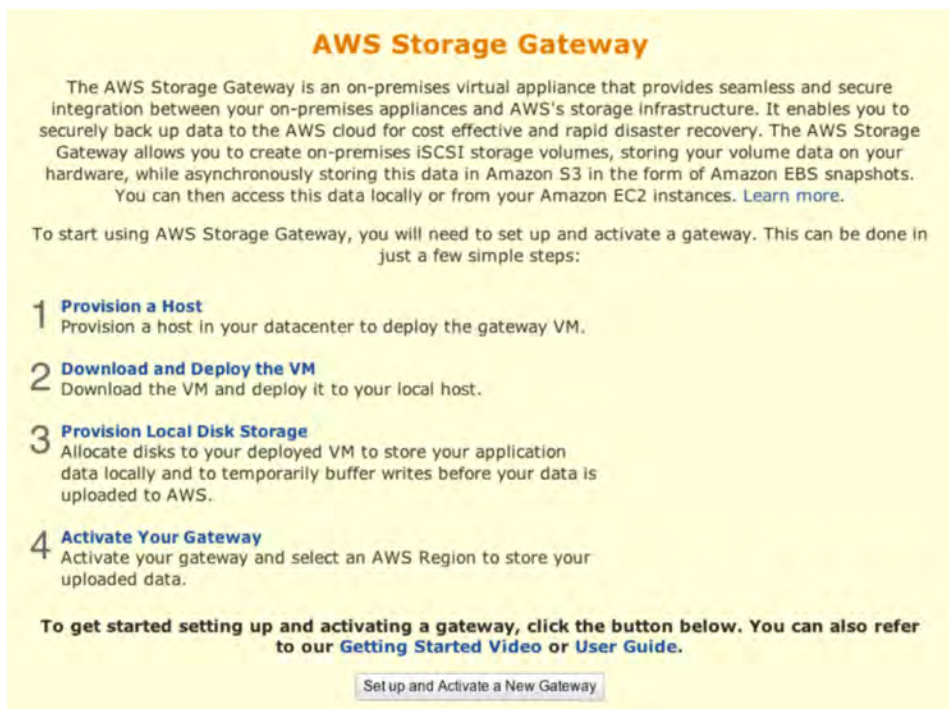 AWS Storage Gateway
The AWS Storage Gateway is an on-premises virtual appliance that provides seamless and secure
integration between your on-premises appliances and AWS's storage infrastructure. It enables you to
securely back up data to the AWS cloud for cost effective and rapid disaster recovery. The AWS Storage
Gateway allows you to create on-premises iSCSI storage volumes, storing your volume data on your
hardware, while asynchronously storing this data in Amazon S3 in the form of Amazon EBS snapshots.
You can then access this data locally or from your Amazon EC2 instances. Learn more.
To start using AWS Storage Gateway, you will need to set up and activate a gateway. This can be done in
just a few simple steps:
1 Provision a Host
Provision a host in your datacenter to deploy the gateway VM.
2 Download and Deploy the VM
Download the VM and deploy it to your local host.
3 Provision Local Disk Storage
Allocate disks to your deployed VM to store your application
data locally and to temporarily buffer writes before your data is
uploaded to AWS.
4 Activate Your Gateway
Activate your gateway and select an AWS Region to store your
uploaded data.
To get started setting up and activating a gateway, click the button below. You can also refer
to our Getting Started Video or User Guide.
Set up and Activate a New Gateway